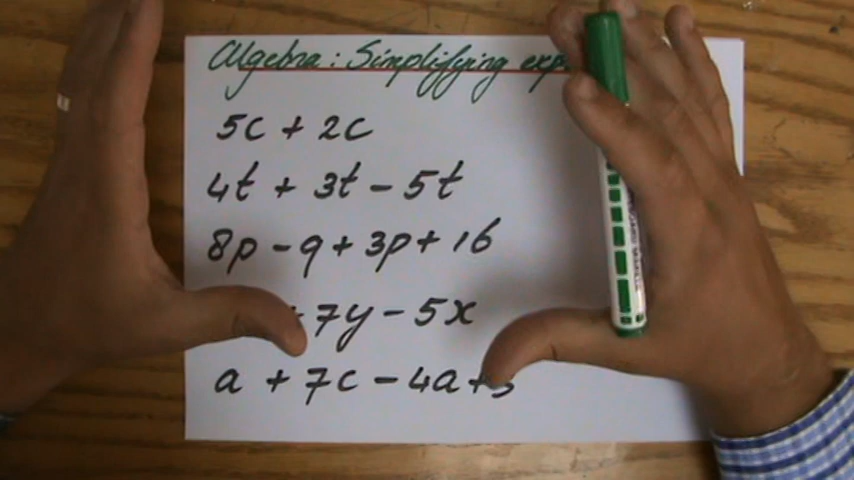 Algebra: Simplifying
5c + 2c
4t + 3t - 5t
8p - 9 + 3p + 16
+ 7y - 5x
a + 7c - 4a +